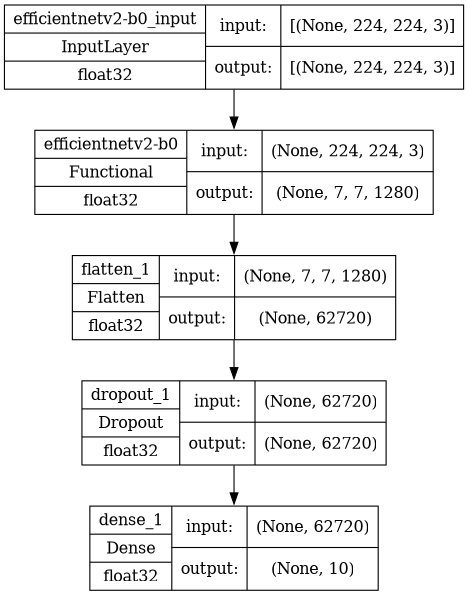 efficientnetv2-b0_input
InputLayer
float32
input:
[(None, 224, 224, 3)]
output:
[(None, 224, 224, 3)]
efficientnetv2-b0
Functional
float32
input:
(None, 224, 224, 3)
output:
(None, 7, 7, 1280)
flatten_1
Flatten
float32
input:
(None, 7, 7, 1280)
output:
(None, 62720)
dropout_1
Dropout
float32
input:
(None, 62720)
output:
(None, 62720)
dense_1
Dense
float32
input:
(None, 62720)
output:
(None, 10)